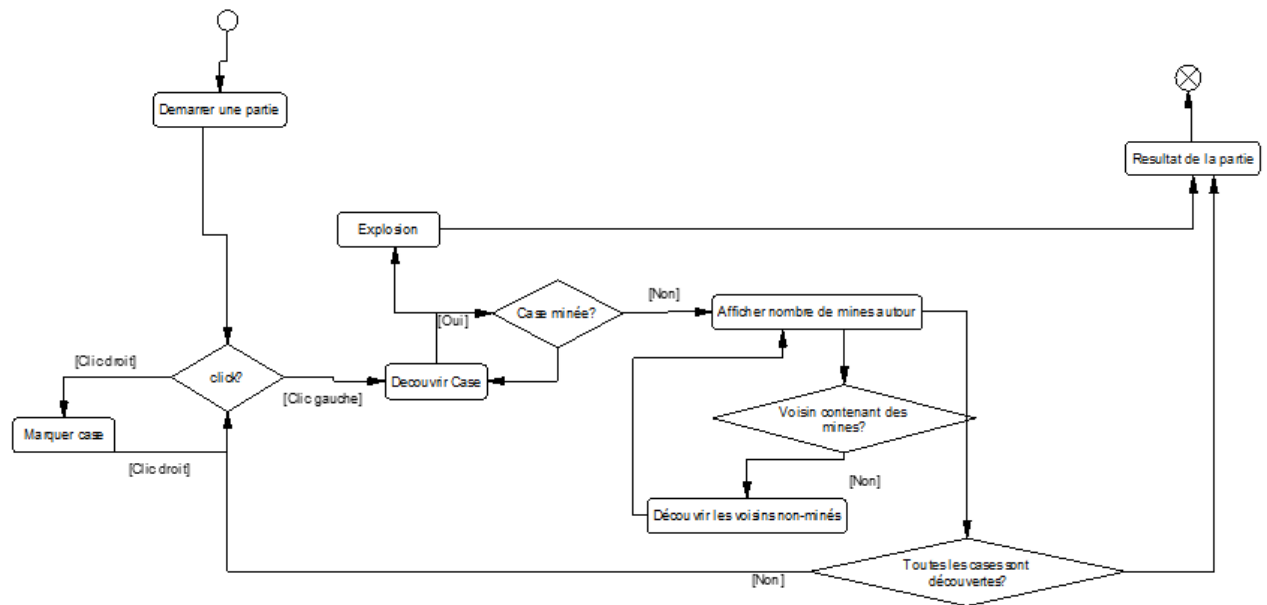 Demarrer une partie
Resultat de la partie
Explosion
[Oui]
Case minée?
[Non]
Afficher nombre de mines autour
[Clic droit]
click?
[Clic gauche]
Decouvrir Case
Marquer case
[Clic droit]
Voisin contenant des
mines?
[Non]
Découvrir les voisins non-minés
Toutes les cases sont
découvertes?
[Non]